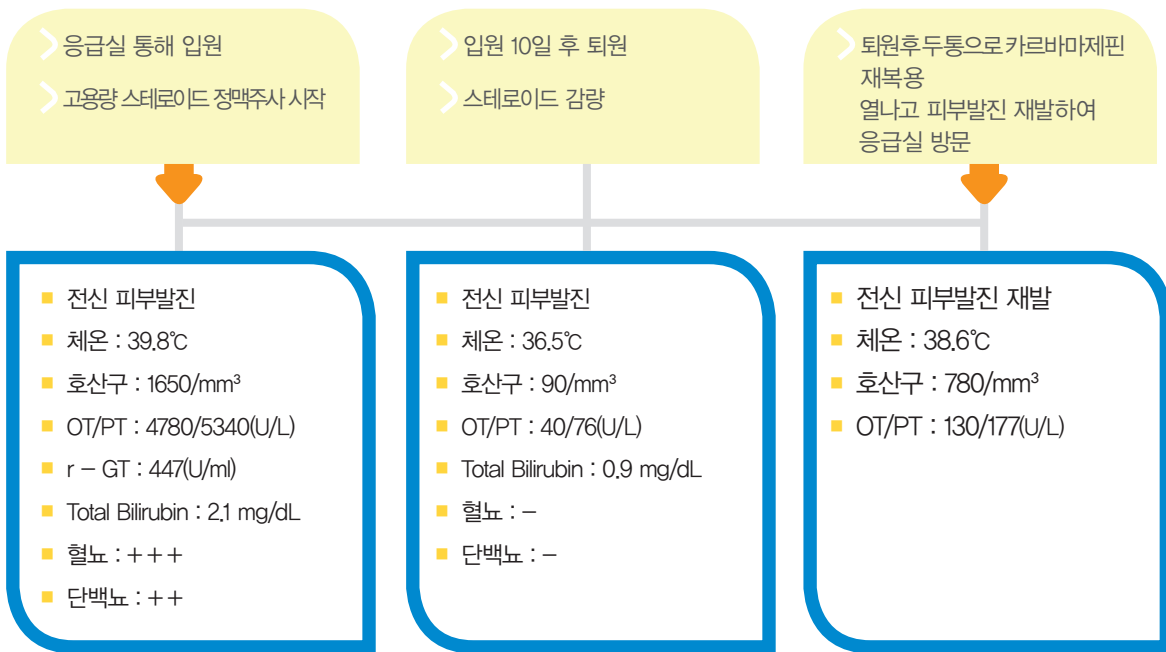 응급실 통해 입원
고용량 스테로이드 정맥주사 시작
입원 10일 후 퇴원
스테로이드 감량
퇴원후 두통으로 카르바마제핀
재복용
열나고 피부발진 재발하여
응급실 방문
전신 피부발진
체온 : 39.8℃
호산구 : 1650/mm³
OT/PT : 4780/5340(U/L)
r - GT : 447(U/ml)
Total Bilirubin : 2.1 mg/dL
혈뇨 : +++
단백뇨 : ++
전신 피부발진
체온 : 36.5℃
호산구 : 90/mm³
OT/PT : 40/76(U/L)
Total Bilirubin : 0.9 mg/dL
혈뇨 : -
단백뇨 : -
전신 피부발진 재발
체온 : 38.6℃
호산구 : 780/mm³
OT/PT : 130/177(U/L)